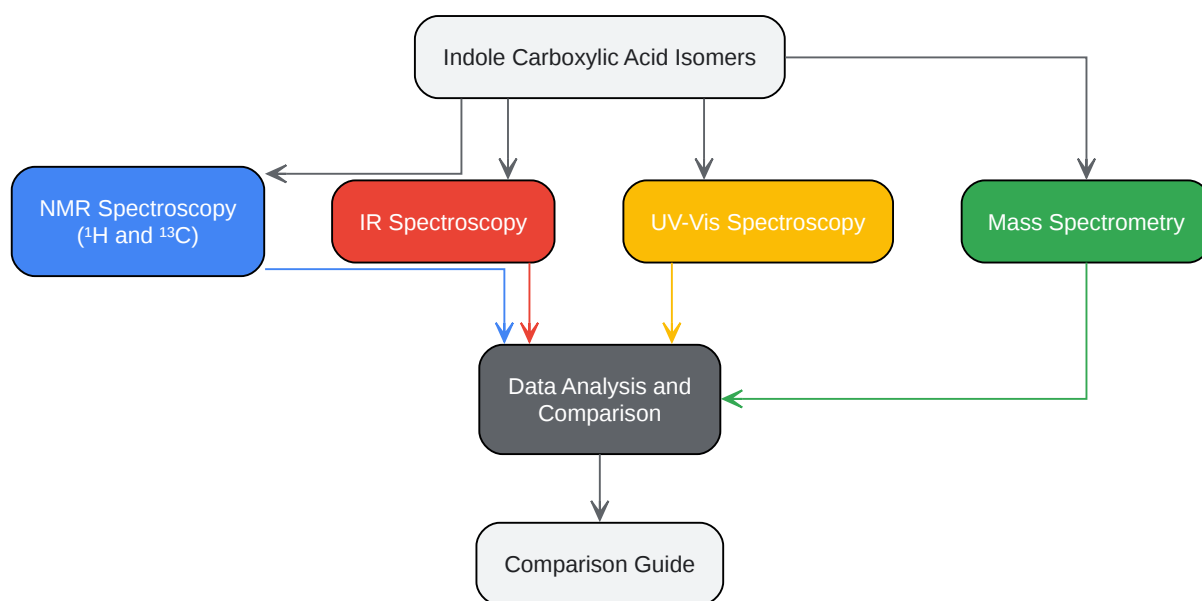 Indole Carboxylic Acid Isomers
NMR Spectroscopy
(¹H and ¹³C)
IR Spectroscopy
UV-Vis Spectroscopy
Mass Spectrometry
Data Analysis and
Comparison
Comparison Guide